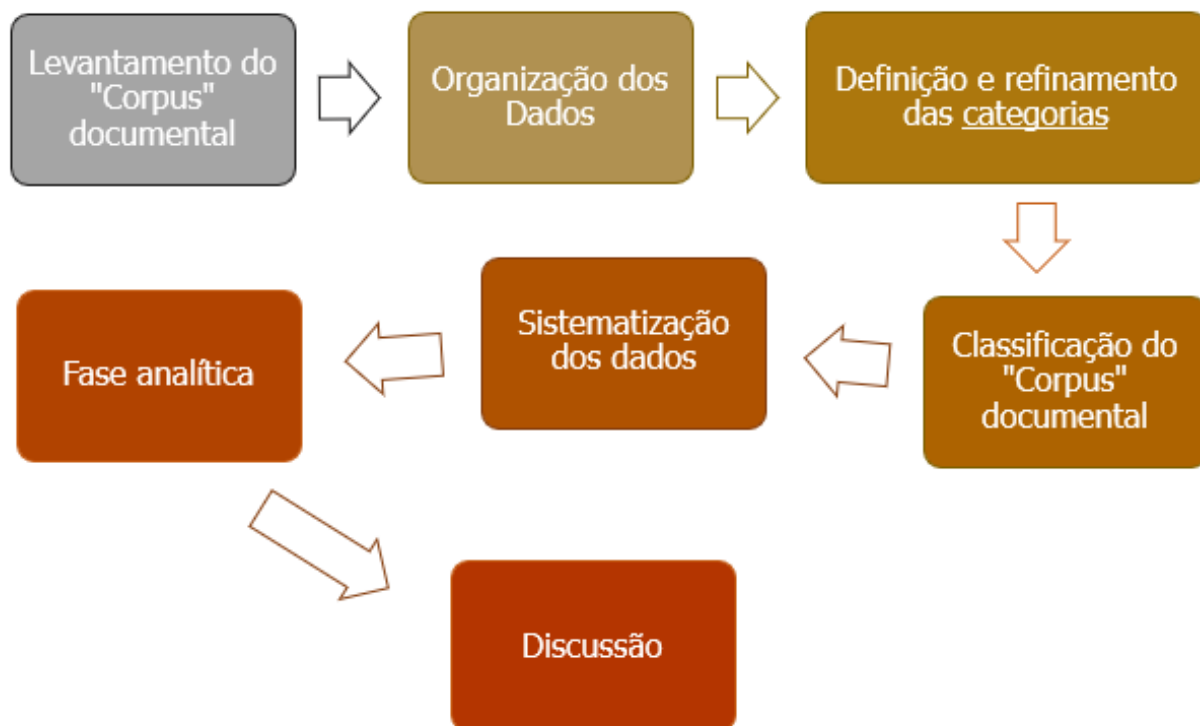 Levantamento do
"Corpus"
documental
Organização dos
Dados
Definição e refinamento
das categorias
Classificação do
"Corpus"
documental
Sistematização
dos dados
Fase analítica
Discussão